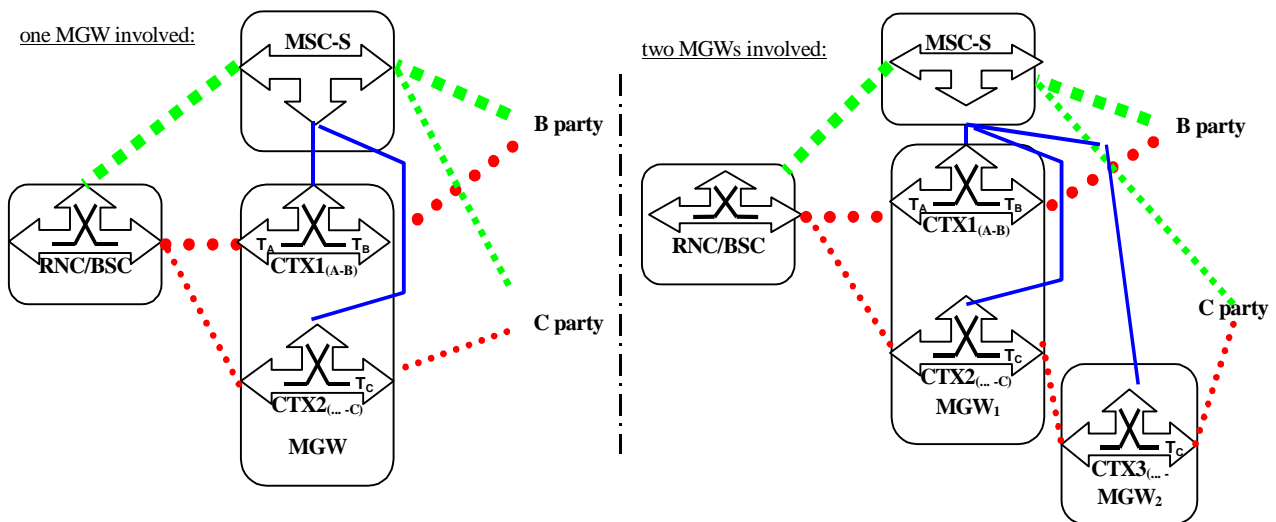 one MGW involved:
MSC-S
B party
RNC/BSC
TA TB
CTX1(A-B)
C party
TC
CTX2(... -C)
MGW
two MGWs involved:
MSC-S
B party
RNC/BSC
TA TB
CTX1(A-B)
C party
TC
CTX2(... -C)
MGW1
TC
CTX3(... -
MGW2